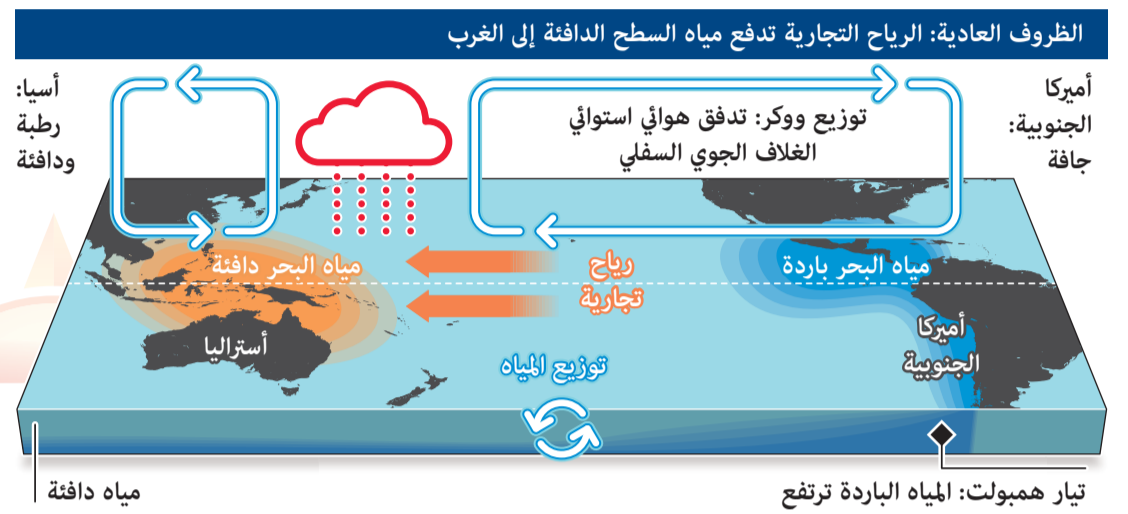 الظروف العادية: الرياح التجارية تدفع مياه السطح الدافئة إلى الغرب
أميركا
الجنوبية:
جافة
توزيع ووكر: تدفق هوائي استوائي
الغلاف الجوي السفلي
أسيا:
رطبة
ودافئة
مياه البحر باردة
رياح
تجارية
مياه البحر دافئة
أميركا
الجنوبية
أستراليا
توزيع المياه
تيار همبولت: المياه الباردة ترتفع
مياه دافئة